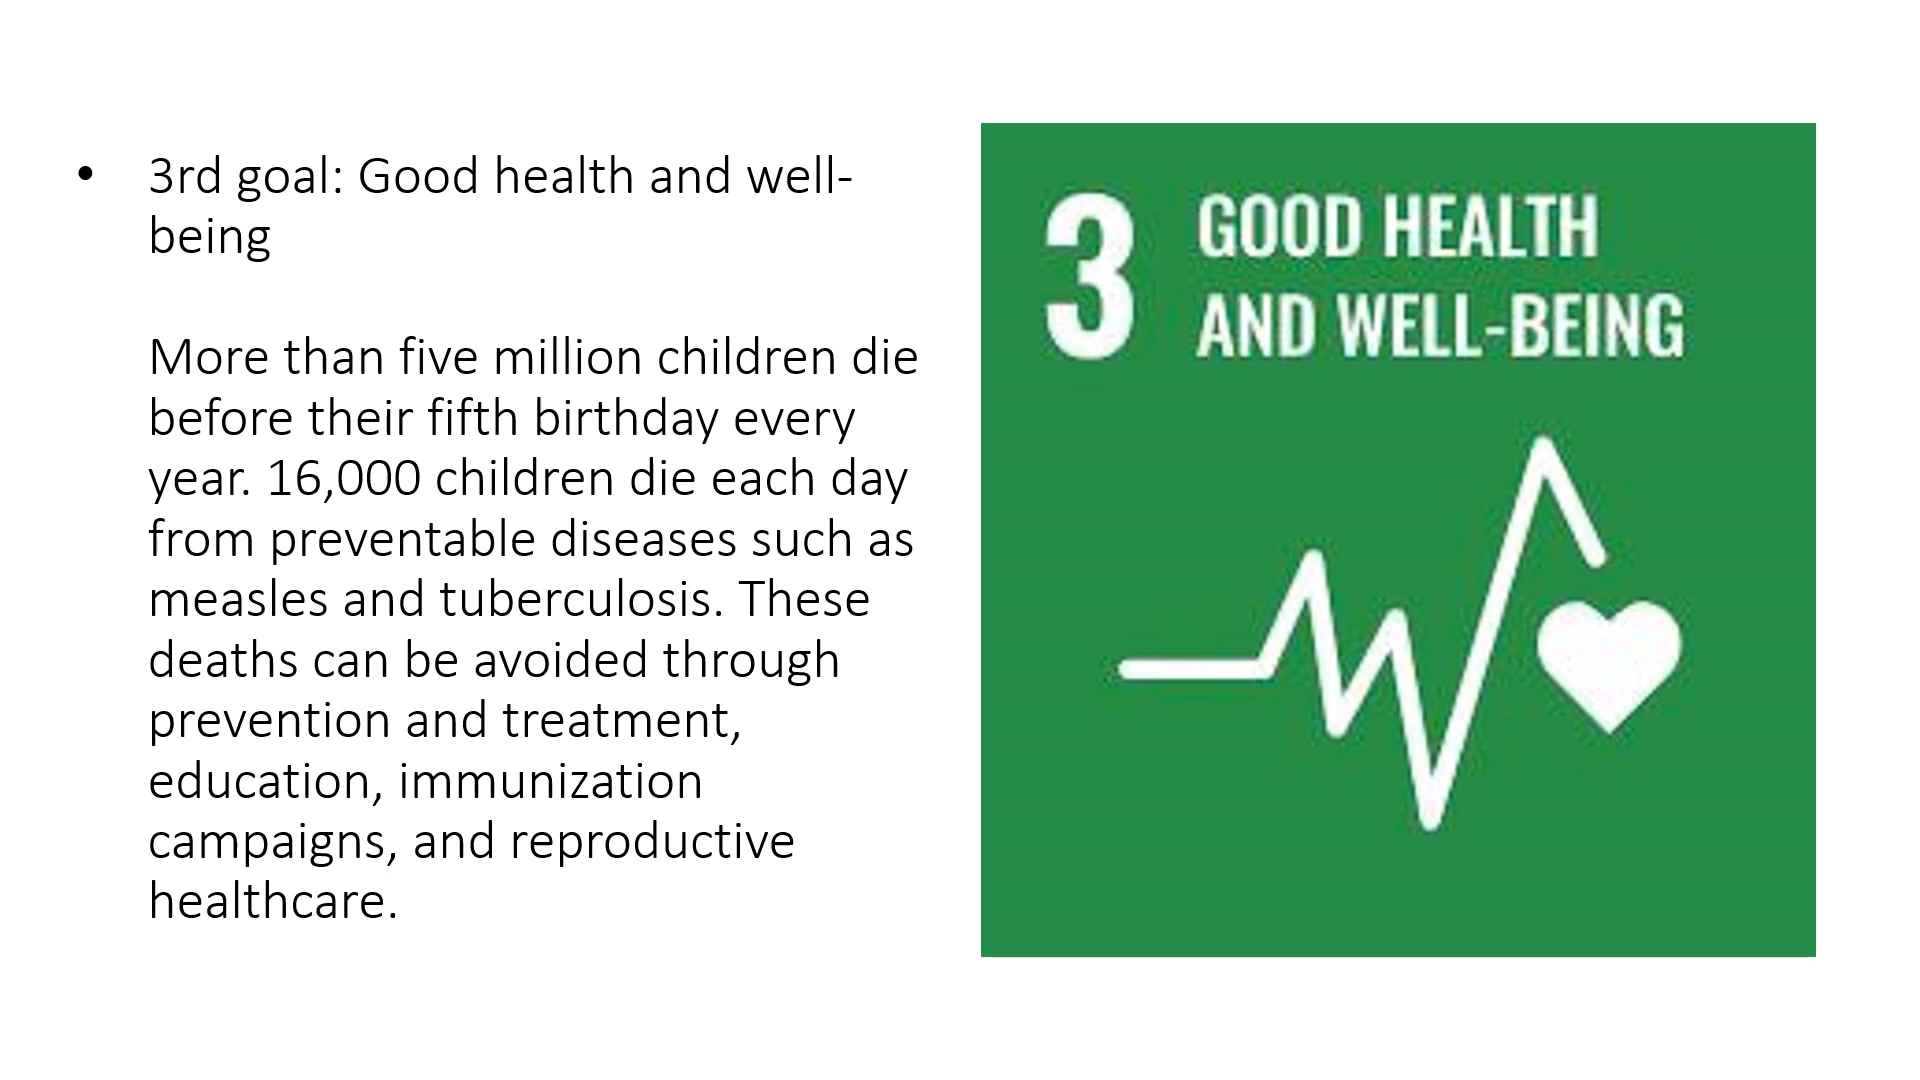 • 3rd goal: Good health and well-
being
More than five million children die
before their fifth birthday every
year. 16,000 children die each day
from preventable diseases such as
measles and tuberculosis. These
deaths can be avoided through
prevention and treatment,
education, immunization
campaigns, and reproductive
healthcare.
3 GOOD HEALTH
AND WELL-BEING